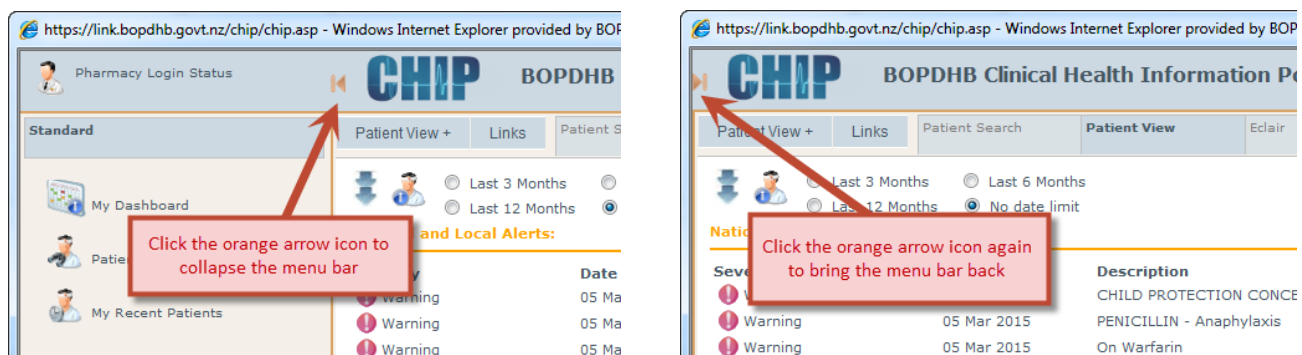 https://link.bopdhb.govt.nz/chip/chip.asp - Windows Internet Explorer provided by BOP
Pharmacy Login Status
CHIP
BOPDHB
Standard
Patient View +
Links
Patient S
Last 3 Months
Last 12 Months
My Dashboard
Click the orange arrow icon to
collapse the menu bar
and Local Alerts:
Date
Patie
Warning
05 Ma
My Recent Patients
Warning
05 Ma
Warning
05 Ma
https://link.bopdhb.govt.nz/chip/chip.asp - Windows Internet Explorer provided by BOP
CHIP
BOPDHB Clinical Health Information Po
Patient View +
Links
Patient Search
Patient View
Eclair
Last 3 Months
Last 6 Months
Last 12 Months
No date limit
Natio
Click the orange arrow icon again
to bring the menu bar back
Seve
Description
CHILD PROTECTION CONCE
Warning
05 Mar 2015
PENICILLIN - Anaphylaxis
Warning
05 Mar 2015
On Warfarin